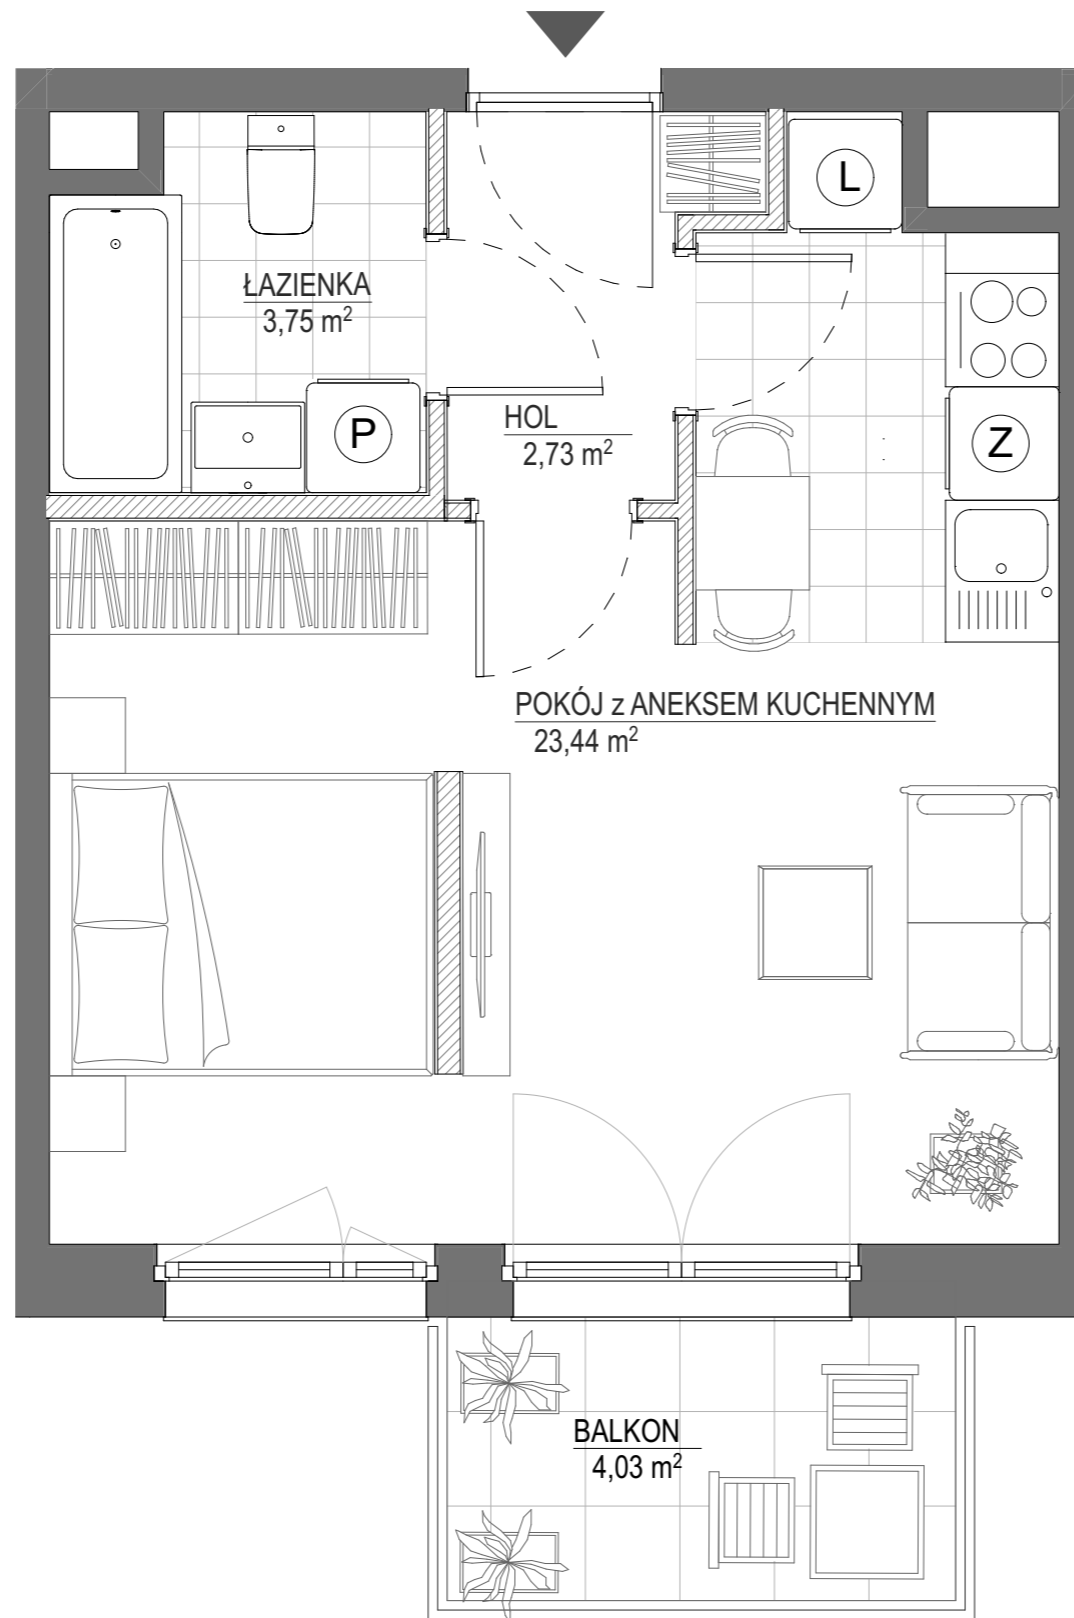 L
ŁAZIENKA
3,75 m²
P
HOL
2,73 m²
Z
POKÓJ z ANEKSEM KUCHENNYM
23,44 m²
BALKON
4,03 m²